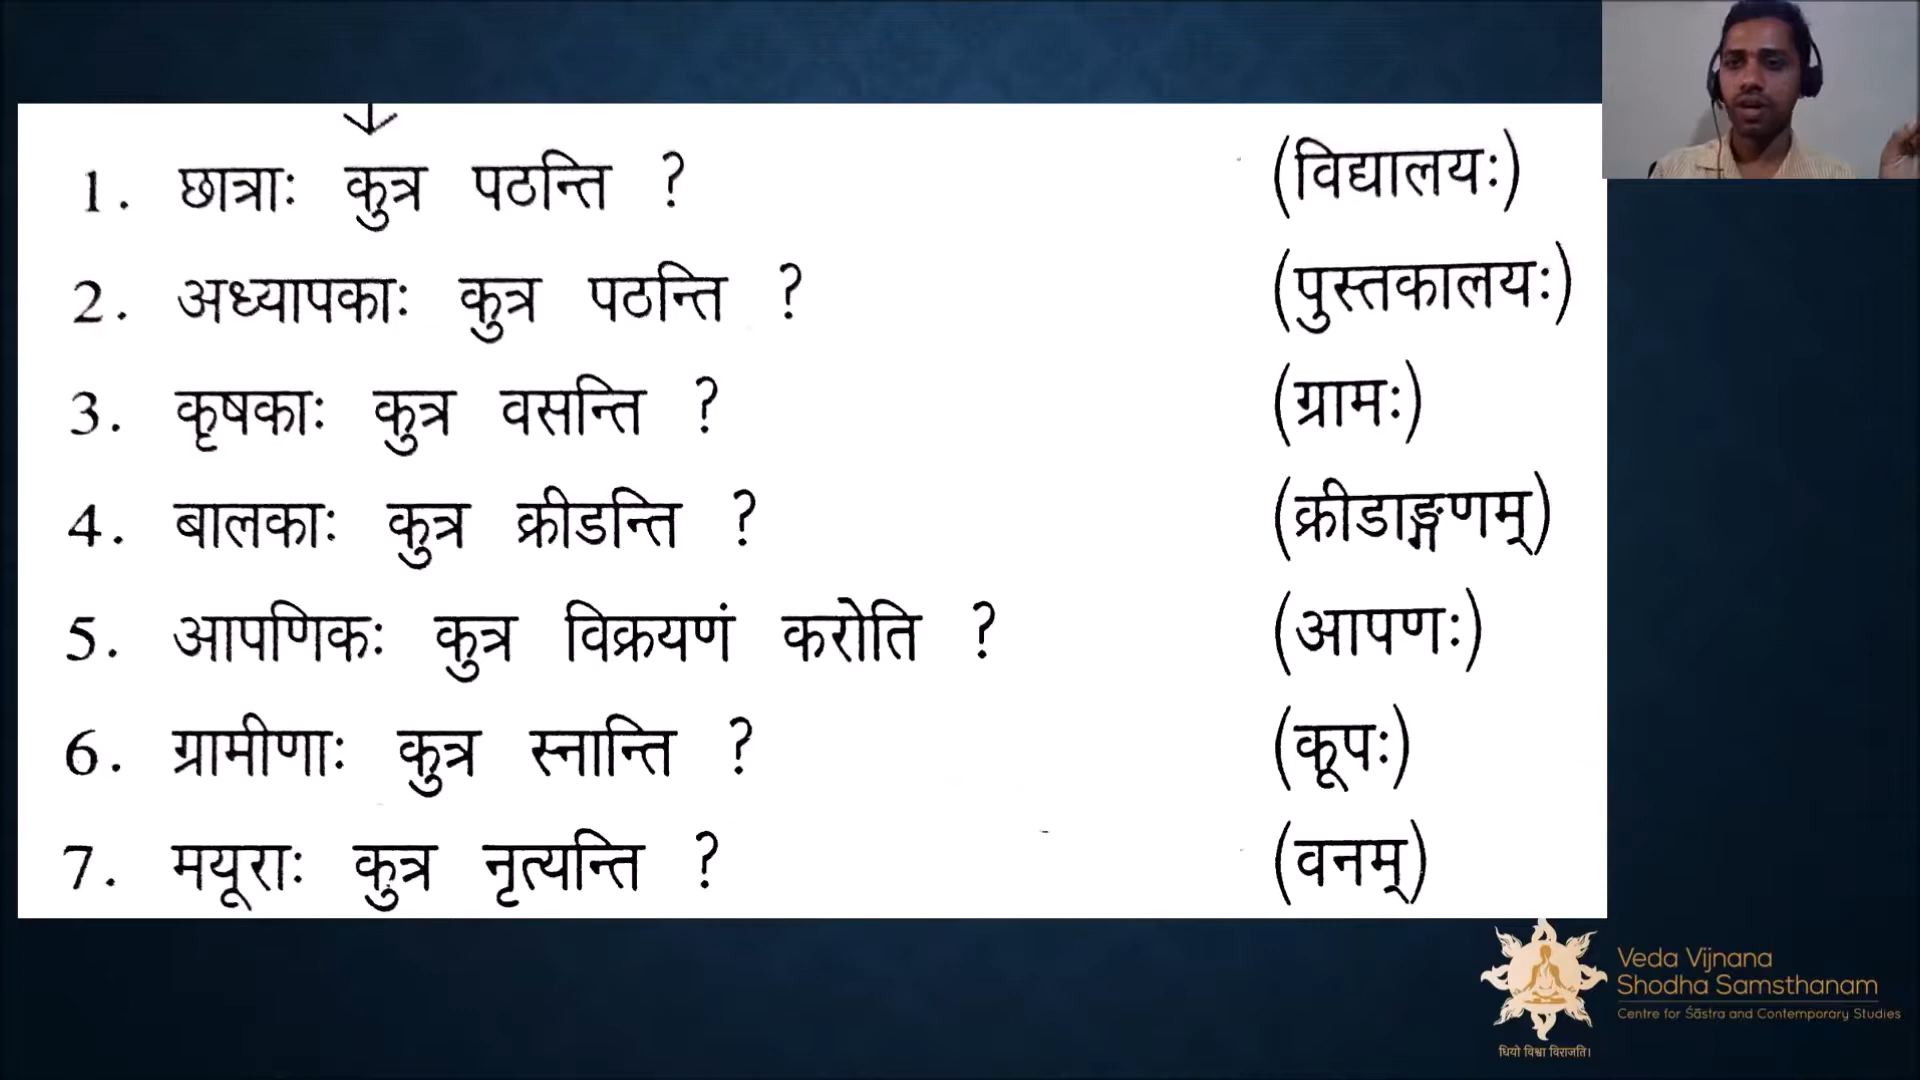 1. छात्राः कुत्र पठन्ति ? (विद्यालयः)
2. अध्यापकाः कुत्र पठन्ति ? (पुस्तकालयः)
3. कृषकाः कुत्र वसन्ति ? (ग्रामः)
4. बालकाः कुत्र क्रीडन्ति ? (क्रीडाङ्गणम्)
5. आपणिकः कुत्र विक्रयणं करोति ? (आपणः)
6. ग्रामीणाः कुत्र स्नान्ति ? (कूपः)
7. मयूराः कुत्र नृत्यन्ति ? (वनम्)
Veda Vijnana
Shodha Samsthanam
Centre for Śāstra and Contemporary Studies
धियो विश्वा विराजति।